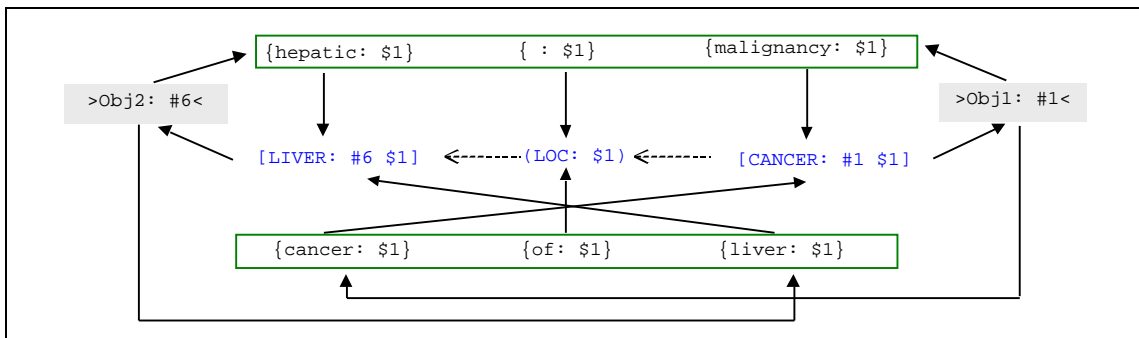 {hepatic: $1} { : $1} {malignancy: $1}
>Obj2: #6< >Obj1: #1<
[LIVER: #6 $1] (LOC: $1) [CANCER: #1 $1]
{cancer: $1} {of: $1} {liver: $1}